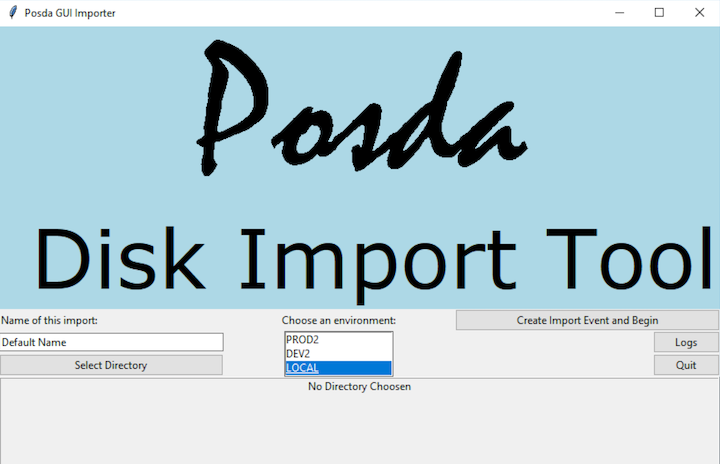 Posda GUI Importer
Posda
Disk Import Tool
Name of this import:
Choose an environment:
Create Import Event and Begin
Default Name
PROD2
DEV2
LOCAL
Logs
Select Directory
Quit
No Directory Choosen